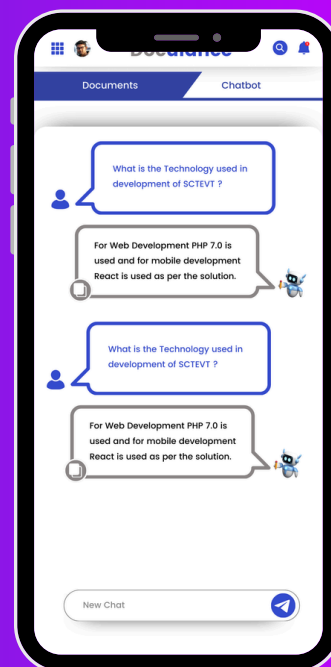 Documents
Chatbot
What is the Technology used in
development of SCTEVT ?
For Web Development PHP 7.0 is
used and for mobile development
React is used as per the solution.
What is the Technology used in
development of SCTEVT ?
For Web Development PHP 7.0 is
used and for mobile development
React is used as per the solution.
New Chat